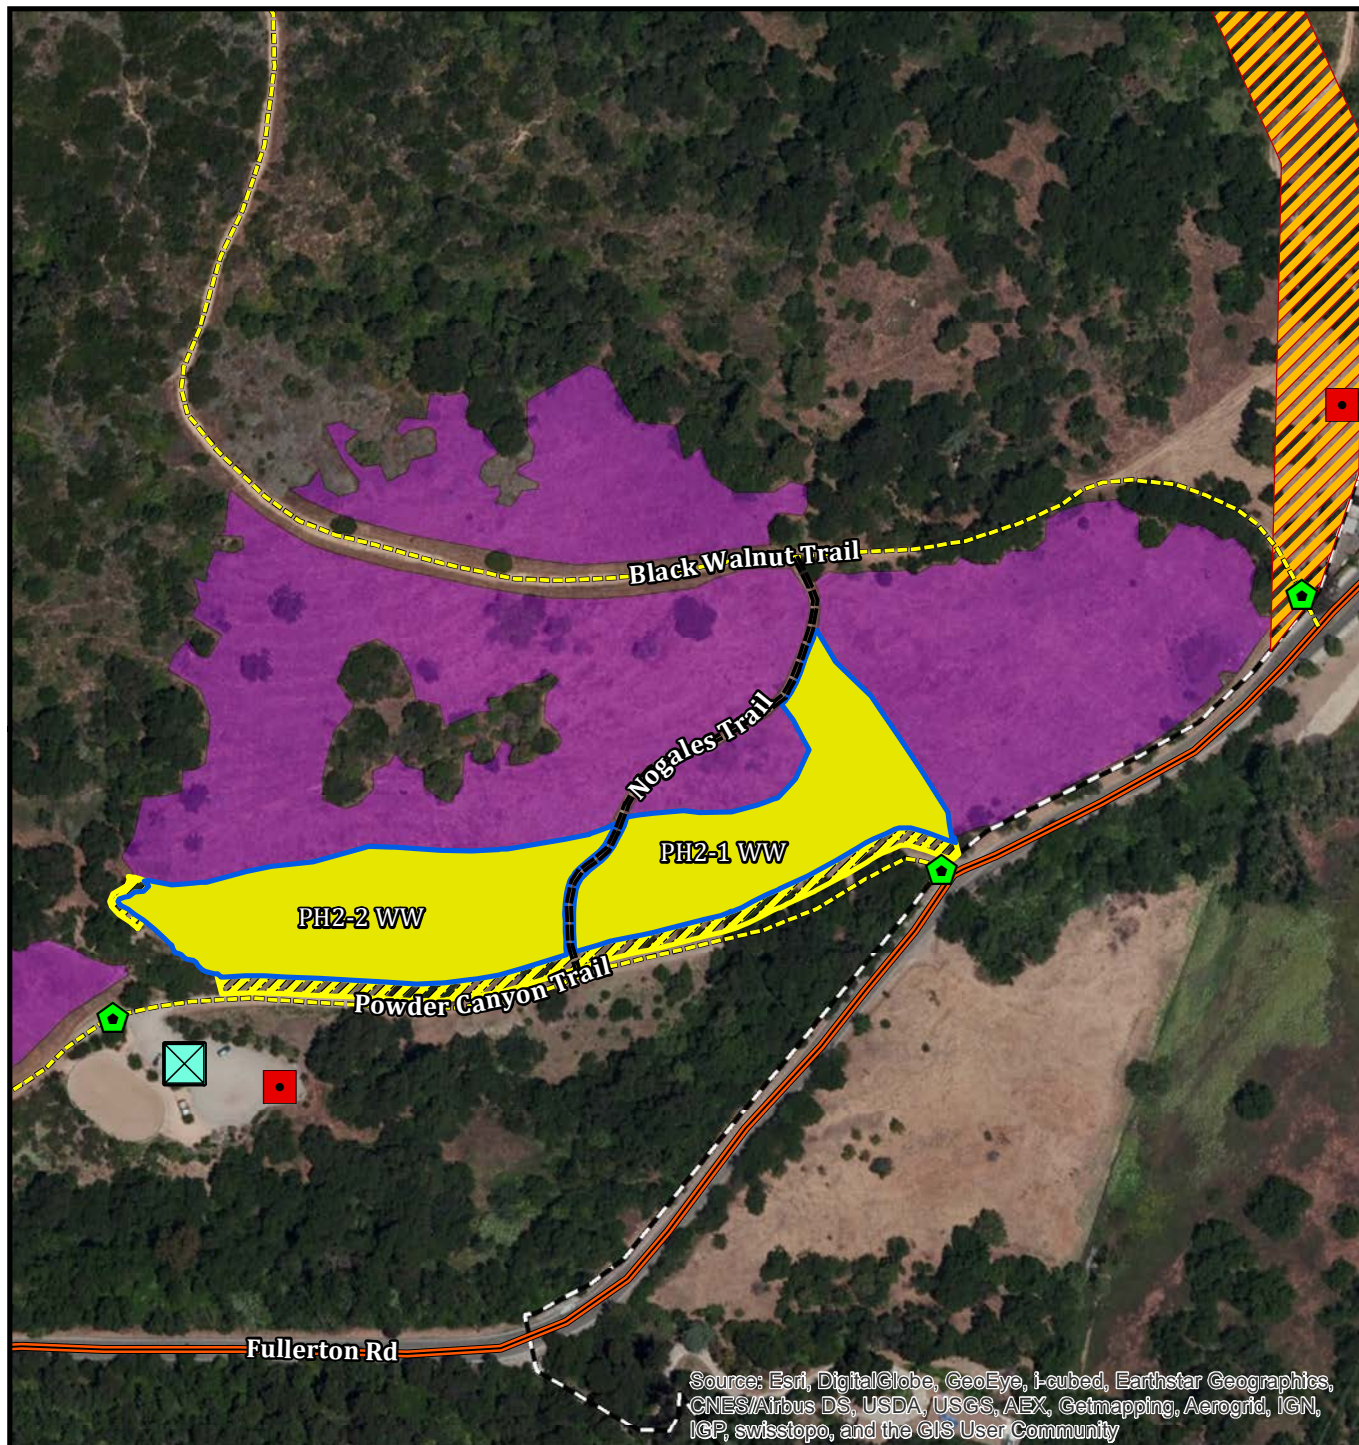 Black Walnut Trail
Nogales Trail
PH2-1 WW
PH2-2 WW
Powder Canyon Trail
Fullerton Rd
Source: Esri, DigitalGlobe, GeoEye, i-cubed, Earthstar Geographics,
CNES/Airbus DS, USDA, USGS, AEX, Getmapping, Aerogrid, IGN,
IGP, swisstopo, and the GIS User Community